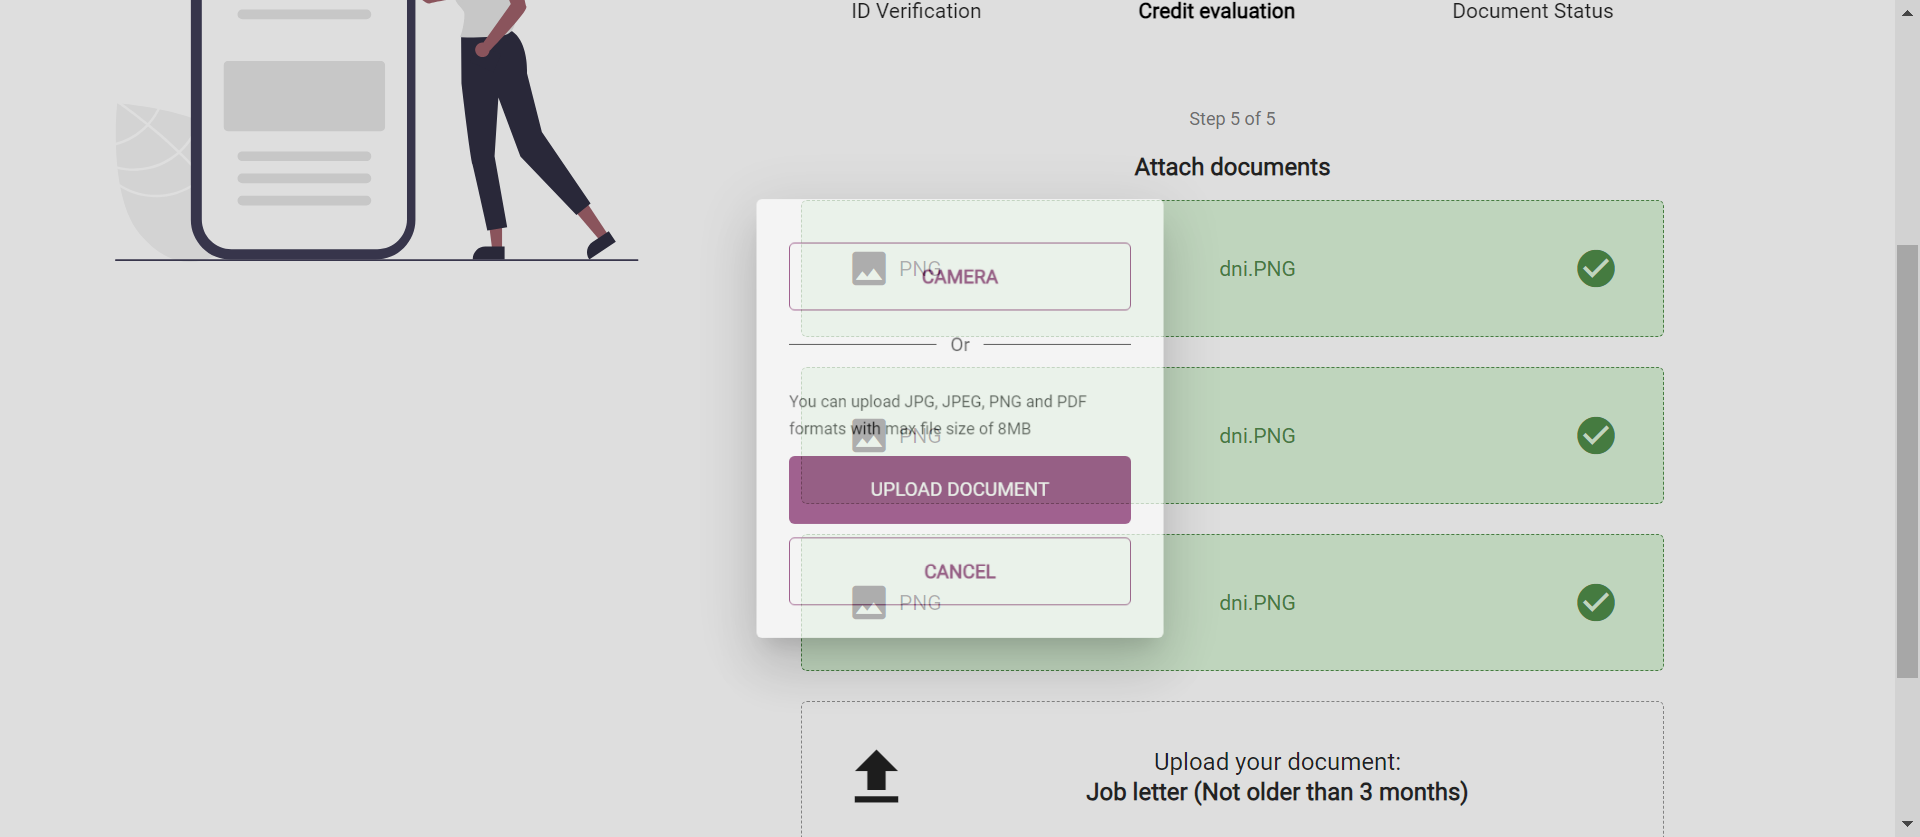 ID Verification
Credit evaluation
Document Status
Step 5 of 5
Attach documents
PNG
dni.PNG
CAMERA
Or
You can upload JPG, JPEG, PNG and PDF
formats with max file size of 8MB
PNG
dni.PNG
UPLOAD DOCUMENT
CANCEL
PNG
dni.PNG
Upload your document:
Job letter (Not older than 3 months)